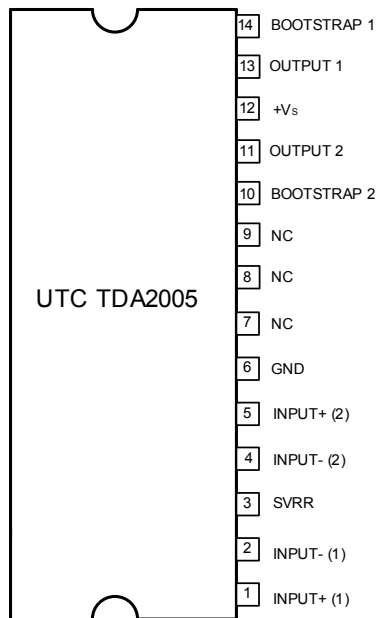 14 BOOTSTRAP 1
13 OUTPUT 1
12 +Vs
11 OUTPUT 2
10 BOOTSTRAP 2
9 NC
8 NC
UTC TDA2005
7 NC
6 GND
5 INPUT+ (2)
4 INPUT- (2)
3 SVRR
2 INPUT- (1)
1 INPUT+ (1)